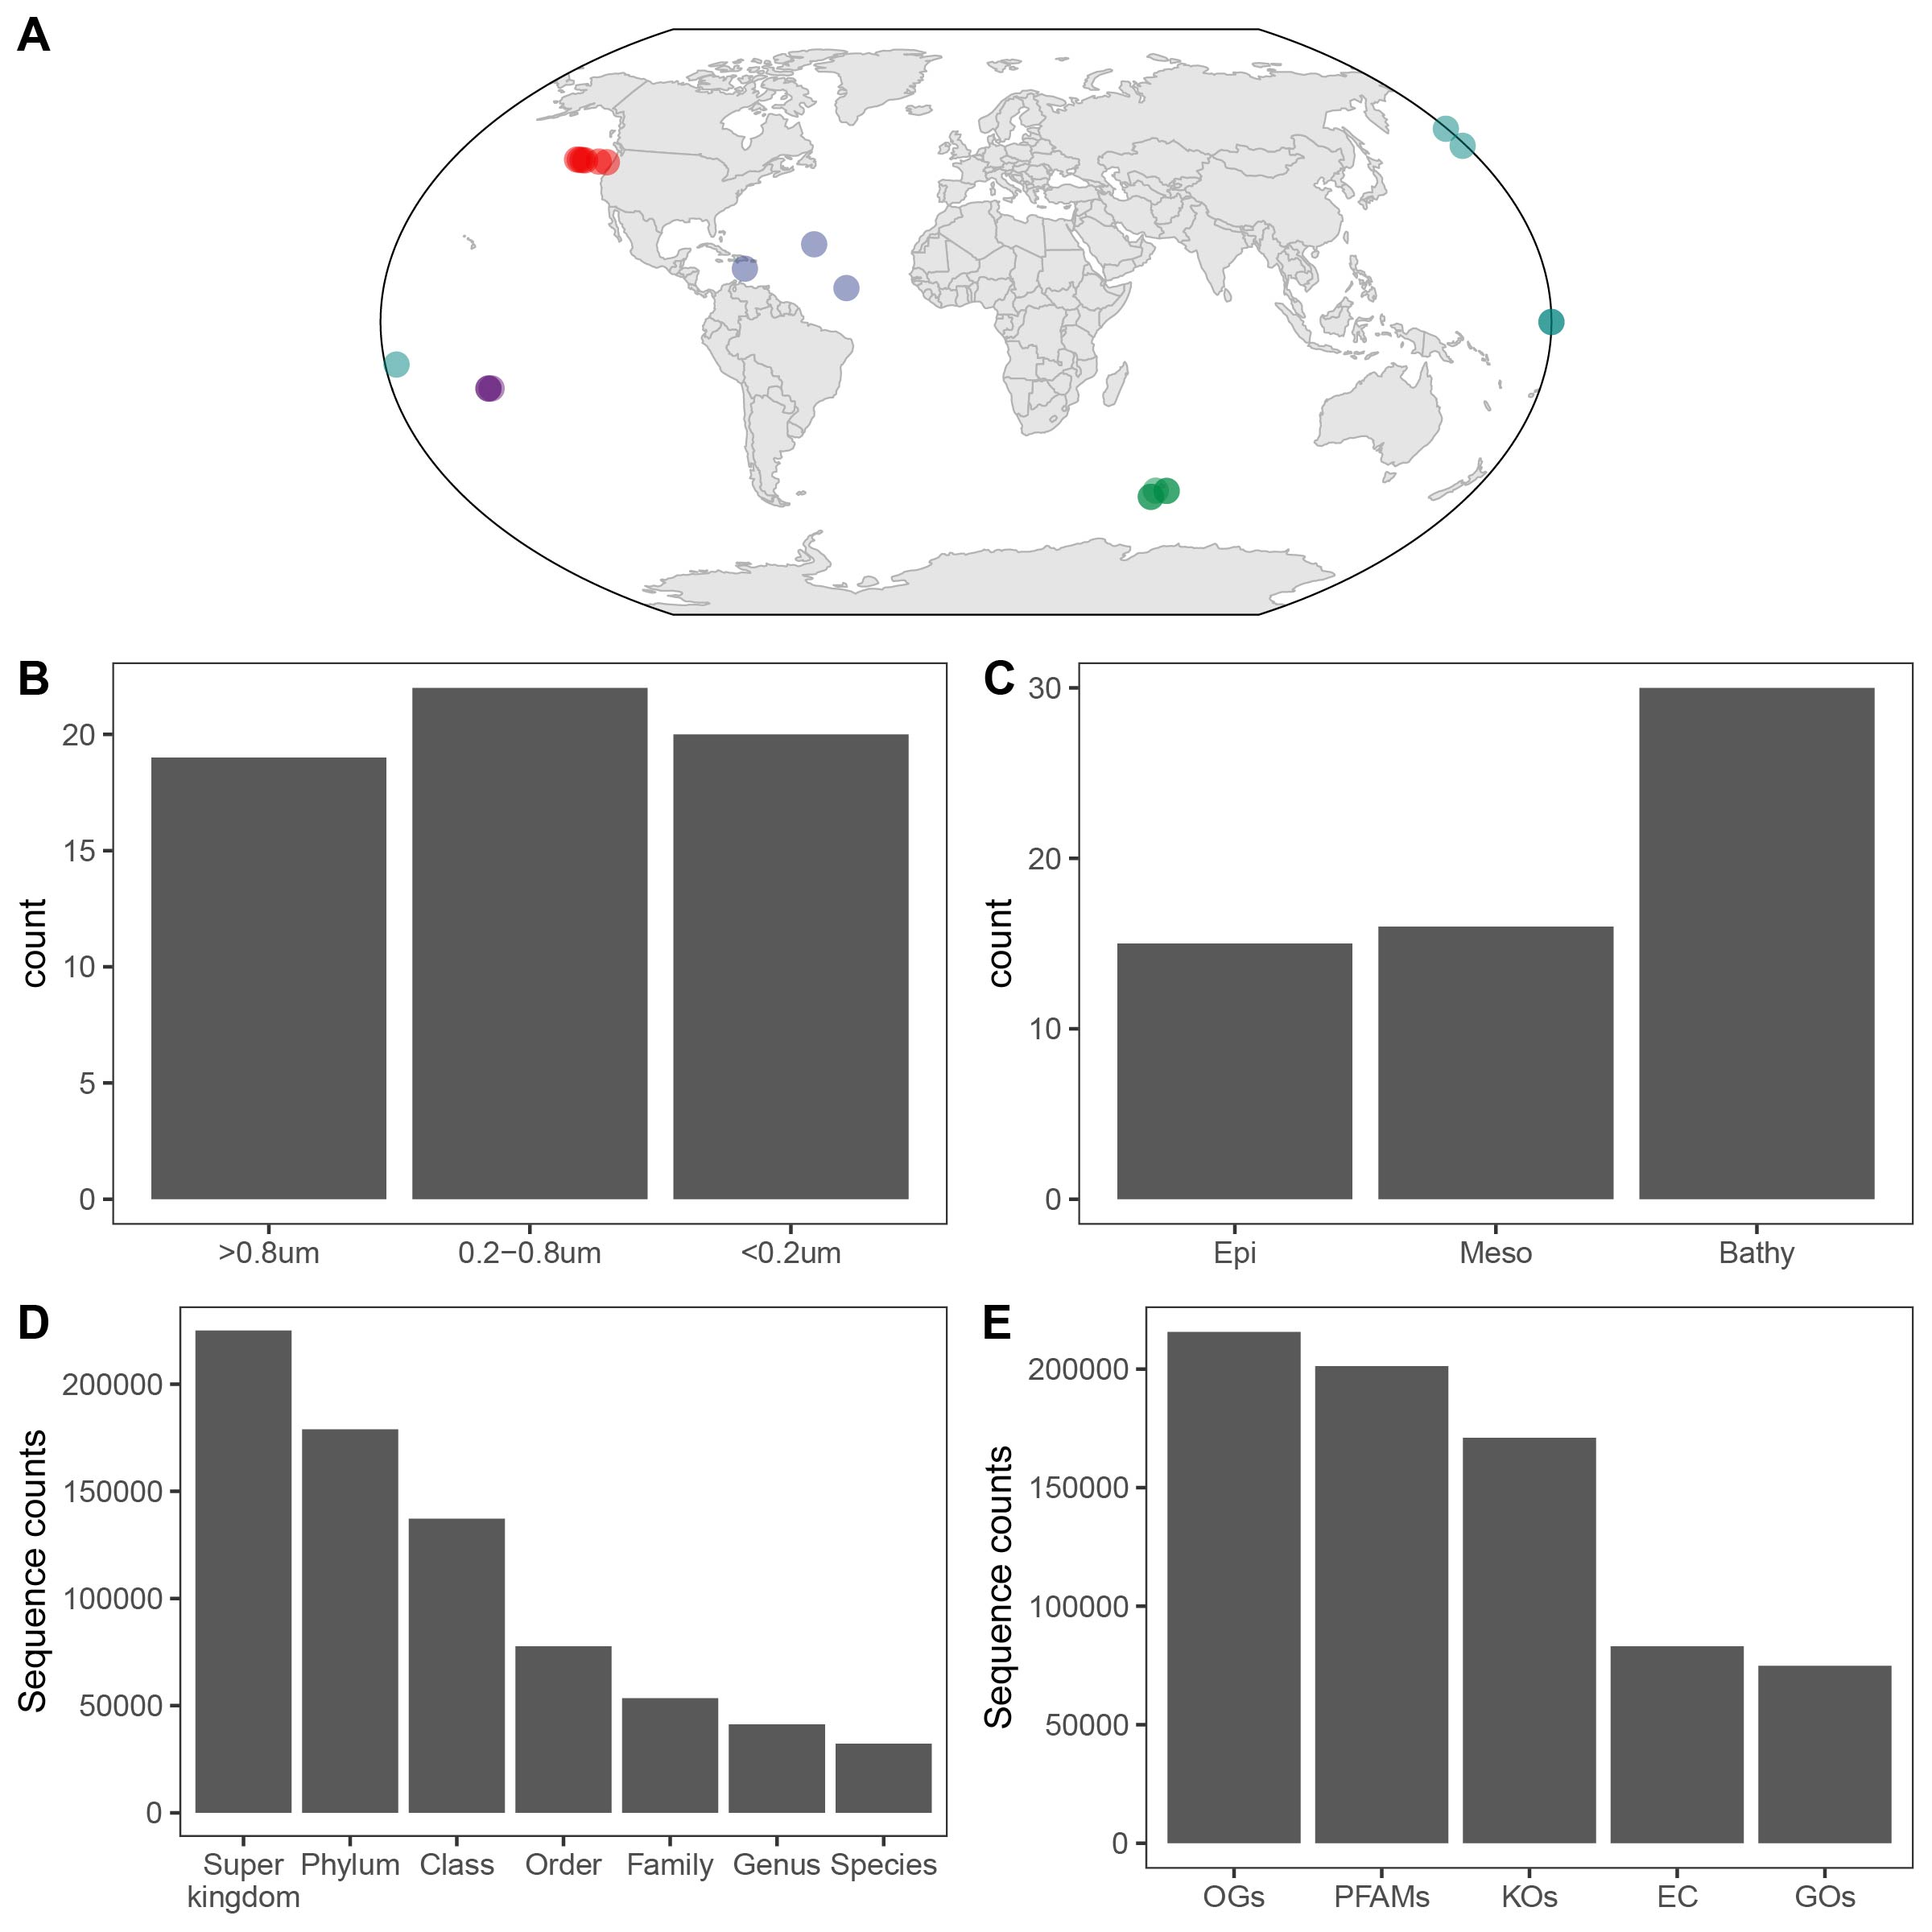 A
B
20
15
10
5
0
count
>0.8um
0.2−0.8um
<0.2um
C
30
20
10
0
count
Epi
Meso
Bathy
D
200000
150000
100000
50000
0
Sequence counts
Super
kingdom
Phylum
Class
Order
Family
Genus
Species
E
200000
150000
100000
50000
0
Sequence counts
OGs
PFAMs
KOs
EC
GOs